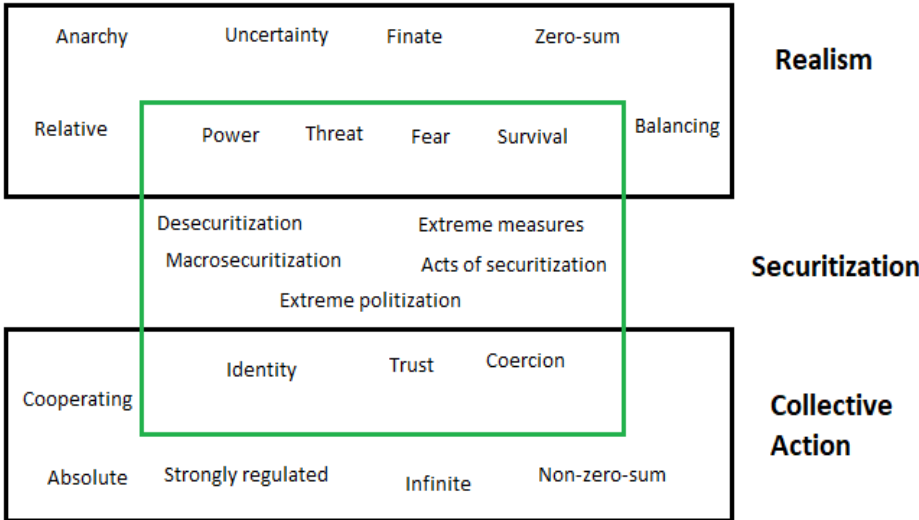 Anarchy Uncertainty Finate Zero-sum
Realism
Relative Power Threat Fear Survival Balancing
Desecuritization Extreme measures
Macrosecuritization Acts of securitization
Securitization
Extreme politization
Identity Trust Coercion
Cooperating
Collective
Action
Absolute Strongly regulated Infinite Non-zero-sum